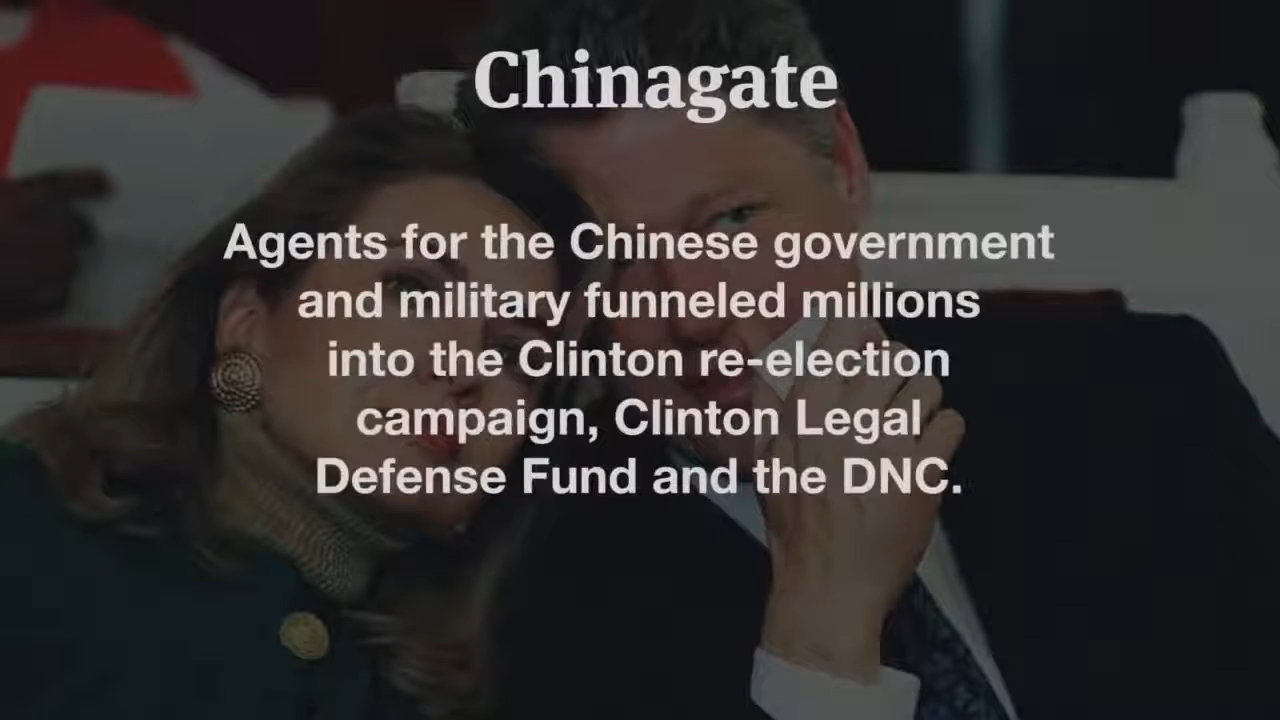 Chinagate
Agents for the Chinese government
and military funneled millions
into the Clinton re-election
campaign, Clinton Legal
Defense Fund and the DNC.